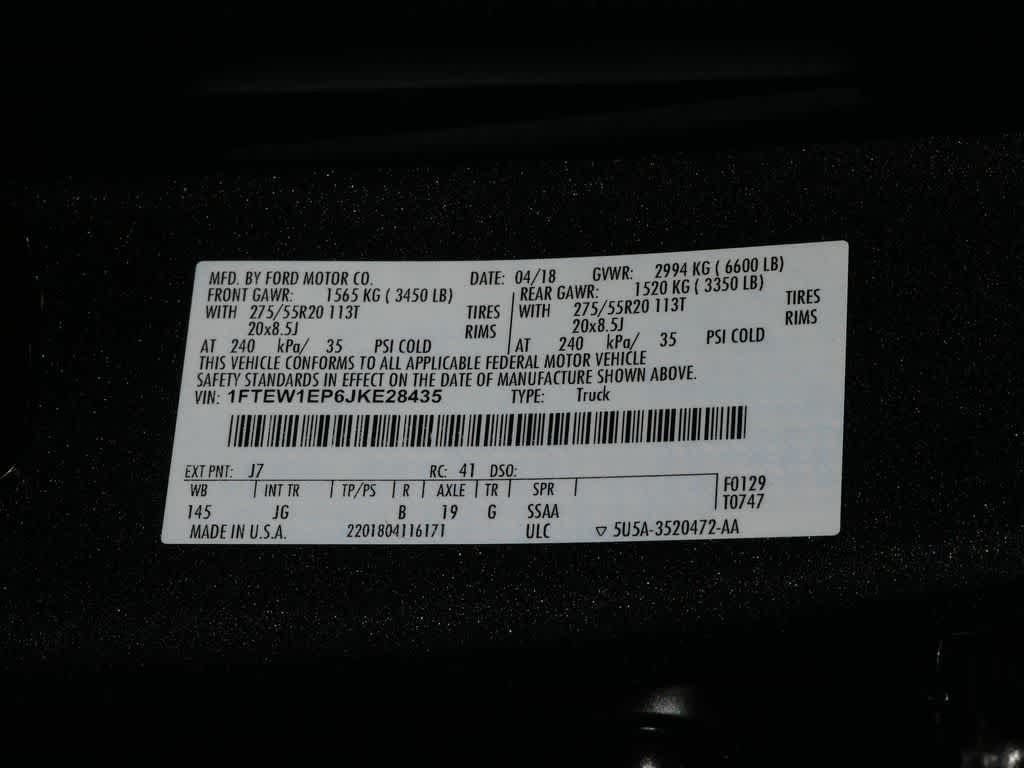 MFD. BY FORD MOTOR CO. DATE: 04/18 GVWR: 2994 KG ( 6600 LB)
FRONT GAWR: 1565 KG ( 3450 LB) REAR GAWR: 1520 KG ( 3350 LB)
WITH 275/55R20 113T TIRES WITH 275/55R20 113T TIRES
20x8.5J RIMS 20x8.5J RIMS
AT 240 kPa/ 35 PSI COLD AT 240 kPa/ 35 PSI COLD
THIS VEHICLE CONFORMS TO ALL APPLICABLE FEDERAL MOTOR VEHICLE
SAFETY STANDARDS IN EFFECT ON THE DATE OF MANUFACTURE SHOWN ABOVE.
VIN: 1FTEW1EP6JKE28435 TYPE: Truck
EXT PNT: J7 RC: 41 DSO:
WB INT TR TP/PS R AXLE TR SPR F0129
145 JG B 19 G SSAA T0747
MADE IN U.S.A. 2201804116171 ULC ▽ 5U5A-3520472-AA